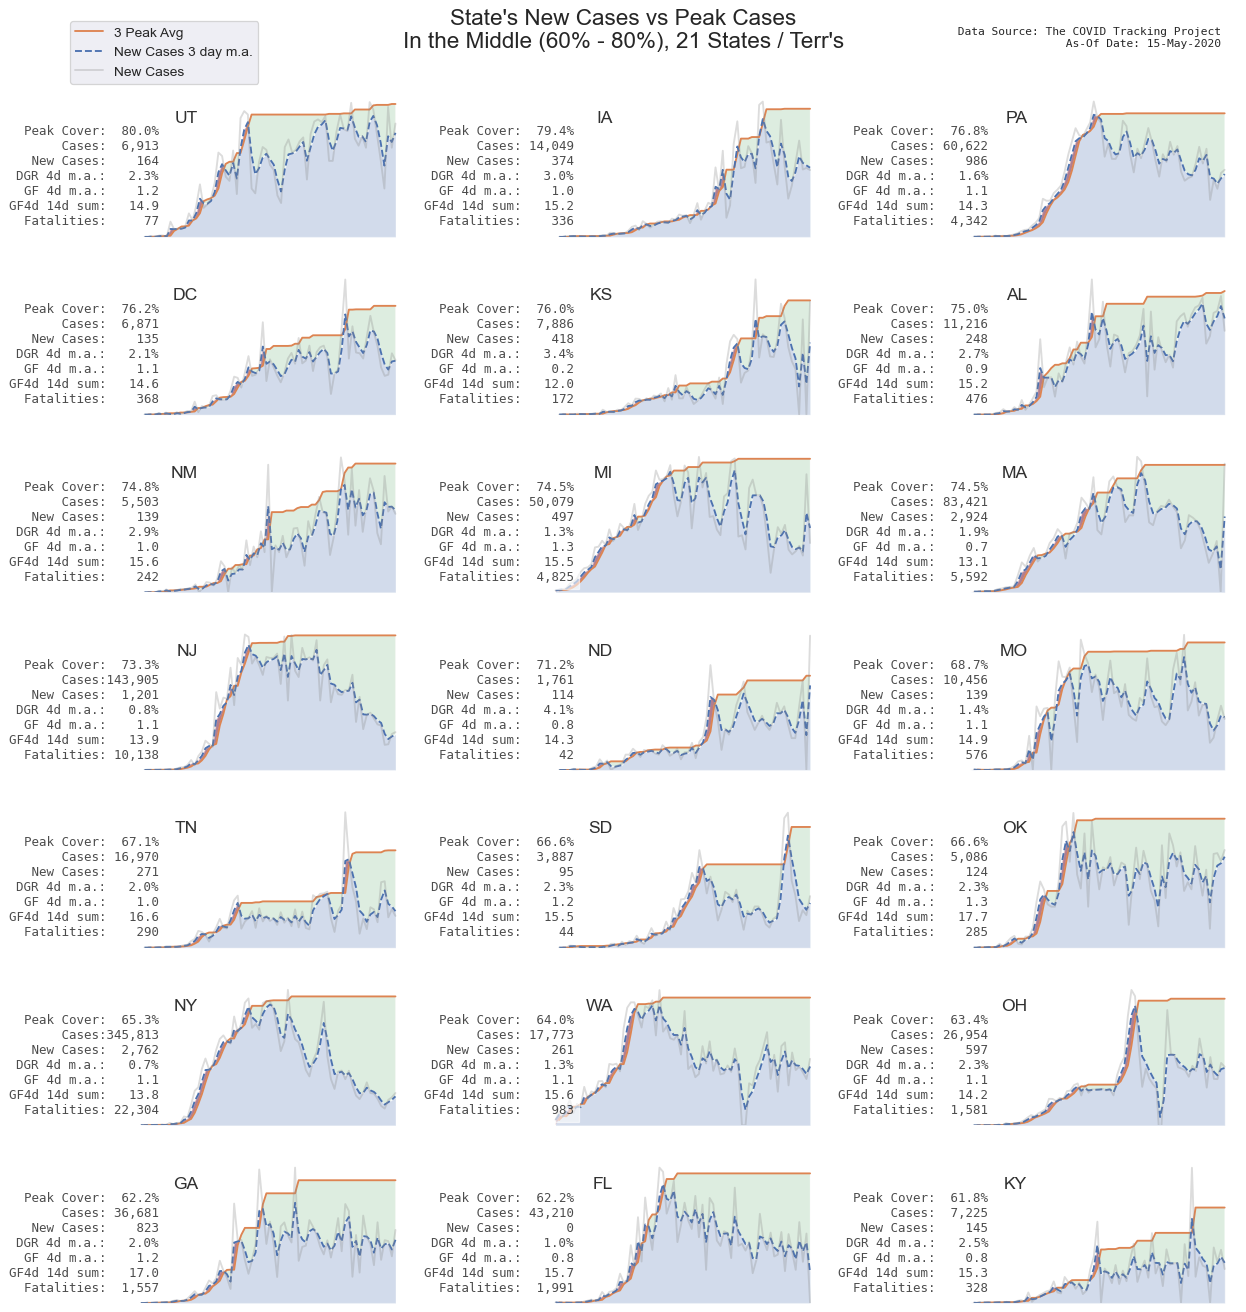 State's New Cases vs Peak Cases
In the Middle (60% - 80%), 21 States / Terr's
3 Peak Avg
New Cases 3 day m.a.
New Cases
Data Source: The COVID Tracking Project
As-Of Date: 15-May-2020
UT
Peak Cover: 80.0%
Cases: 6,913
New Cases: 164
DGR 4d m.a.: 2.3%
GF 4d m.a.: 1.2
GF4d 14d sum: 14.9
Fatalities: 77
IA
Peak Cover: 79.4%
Cases: 14,049
New Cases: 374
DGR 4d m.a.: 3.0%
GF 4d m.a.: 1.0
GF4d 14d sum: 15.2
Fatalities: 336
PA
Peak Cover: 76.8%
Cases: 60,622
New Cases: 986
DGR 4d m.a.: 1.6%
GF 4d m.a.: 1.1
GF4d 14d sum: 14.3
Fatalities: 4,342
DC
Peak Cover: 76.2%
Cases: 6,871
New Cases: 135
DGR 4d m.a.: 2.1%
GF 4d m.a.: 1.1
GF4d 14d sum: 14.6
Fatalities: 368
KS
Peak Cover: 76.0%
Cases: 7,886
New Cases: 418
DGR 4d m.a.: 3.4%
GF 4d m.a.: 0.2
GF4d 14d sum: 12.0
Fatalities: 172
AL
Peak Cover: 75.0%
Cases: 11,216
New Cases: 248
DGR 4d m.a.: 2.7%
GF 4d m.a.: 0.9
GF4d 14d sum: 15.2
Fatalities: 476
NM
Peak Cover: 74.8%
Cases: 5,503
New Cases: 139
DGR 4d m.a.: 2.9%
GF 4d m.a.: 1.0
GF4d 14d sum: 15.6
Fatalities: 242
MI
Peak Cover: 74.5%
Cases: 50,079
New Cases: 497
DGR 4d m.a.: 1.3%
GF 4d m.a.: 1.3
GF4d 14d sum: 15.5
Fatalities: 4,825
MA
Peak Cover: 74.5%
Cases: 83,421
New Cases: 2,924
DGR 4d m.a.: 1.9%
GF 4d m.a.: 0.7
GF4d 14d sum: 13.1
Fatalities: 5,592
NJ
Peak Cover: 73.3%
Cases:143,905
New Cases: 1,201
DGR 4d m.a.: 0.8%
GF 4d m.a.: 1.1
GF4d 14d sum: 13.9
Fatalities: 10,138
ND
Peak Cover: 71.2%
Cases: 1,761
New Cases: 114
DGR 4d m.a.: 4.1%
GF 4d m.a.: 0.8
GF4d 14d sum: 14.3
Fatalities: 42
MO
Peak Cover: 68.7%
Cases: 10,456
New Cases: 139
DGR 4d m.a.: 1.4%
GF 4d m.a.: 1.1
GF4d 14d sum: 14.9
Fatalities: 576
TN
Peak Cover: 67.1%
Cases: 16,970
New Cases: 271
DGR 4d m.a.: 2.0%
GF 4d m.a.: 1.0
GF4d 14d sum: 16.6
Fatalities: 290
SD
Peak Cover: 66.6%
Cases: 3,887
New Cases: 95
DGR 4d m.a.: 2.3%
GF 4d m.a.: 1.2
GF4d 14d sum: 15.5
Fatalities: 44
OK
Peak Cover: 66.6%
Cases: 5,086
New Cases: 124
DGR 4d m.a.: 2.3%
GF 4d m.a.: 1.3
GF4d 14d sum: 17.7
Fatalities: 285
NY
Peak Cover: 65.3%
Cases:345,813
New Cases: 2,762
DGR 4d m.a.: 0.7%
GF 4d m.a.: 1.1
GF4d 14d sum: 13.8
Fatalities: 22,304
WA
Peak Cover: 64.0%
Cases: 17,773
New Cases: 261
DGR 4d m.a.: 1.3%
GF 4d m.a.: 1.1
GF4d 14d sum: 15.6
Fatalities: 983
OH
Peak Cover: 63.4%
Cases: 26,954
New Cases: 597
DGR 4d m.a.: 2.3%
GF 4d m.a.: 1.1
GF4d 14d sum: 14.2
Fatalities: 1,581
GA
Peak Cover: 62.2%
Cases: 36,681
New Cases: 823
DGR 4d m.a.: 2.0%
GF 4d m.a.: 1.2
GF4d 14d sum: 17.0
Fatalities: 1,557
FL
Peak Cover: 62.2%
Cases: 43,210
New Cases: 0
DGR 4d m.a.: 1.0%
GF 4d m.a.: 0.8
GF4d 14d sum: 15.7
Fatalities: 1,991
KY
Peak Cover: 61.8%
Cases: 7,225
New Cases: 145
DGR 4d m.a.: 2.5%
GF 4d m.a.: 0.8
GF4d 14d sum: 15.3
Fatalities: 328